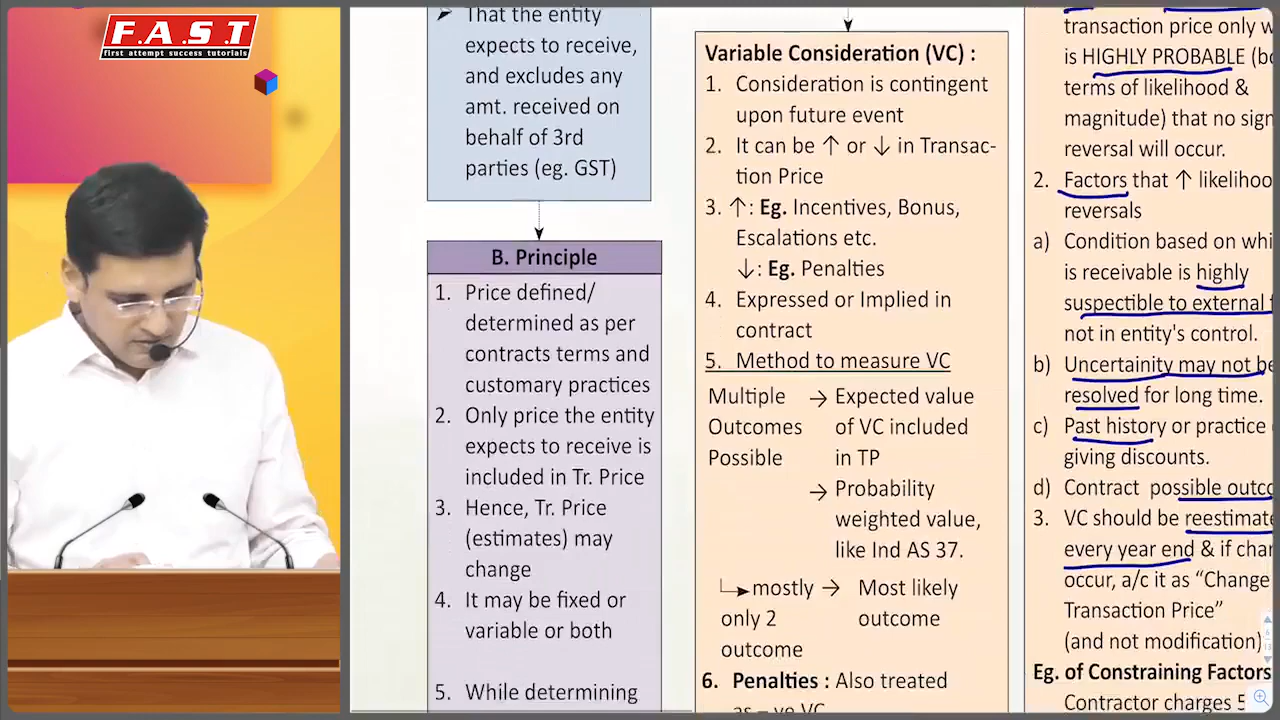 F.A.S.T
first attempt success tutorials
➤ That the entity
expects to receive,
and excludes any
amt. received on
behalf of 3rd
parties (eg. GST)
B. Principle
1. Price defined/
determined as per
contracts terms and
customary practices
2. Only price the entity
expects to receive is
included in Tr. Price
3. Hence, Tr. Price
(estimates) may
change
4. It may be fixed or
variable or both
5. While determining
Variable Consideration (VC) :
1. Consideration is contingent
upon future event
2. It can be ↑ or ↓ in Transac-
tion Price
3. ↑: Eg. Incentives, Bonus,
Escalations etc.
↓: Eg. Penalties
4. Expressed or Implied in
contract
5. Method to measure VC
Multiple → Expected value
Outcomes of VC included
Possible in TP
→ Probability
weighted value,
like Ind AS 37.
↳ mostly → Most likely
only 2 outcome
outcome
6. Penalties : Also treated
as – ve VC
transaction price only
is HIGHLY PROBABLE
terms of likelihood &
magnitude) that no
reversal will occur.
2. Factors that ↑
reversals
a) Condition based on
is receivable is highly
suspectible to external
not in entity's control.
b) Uncertainity may not
resolved for long time.
c) Past history or practice
giving discounts.
d) Contract possible
3. VC should be
every year end & if
occur, a/c it as “Change
Transaction Price”
(and not modification)
Eg. of Constraining Factors
Contractor charges